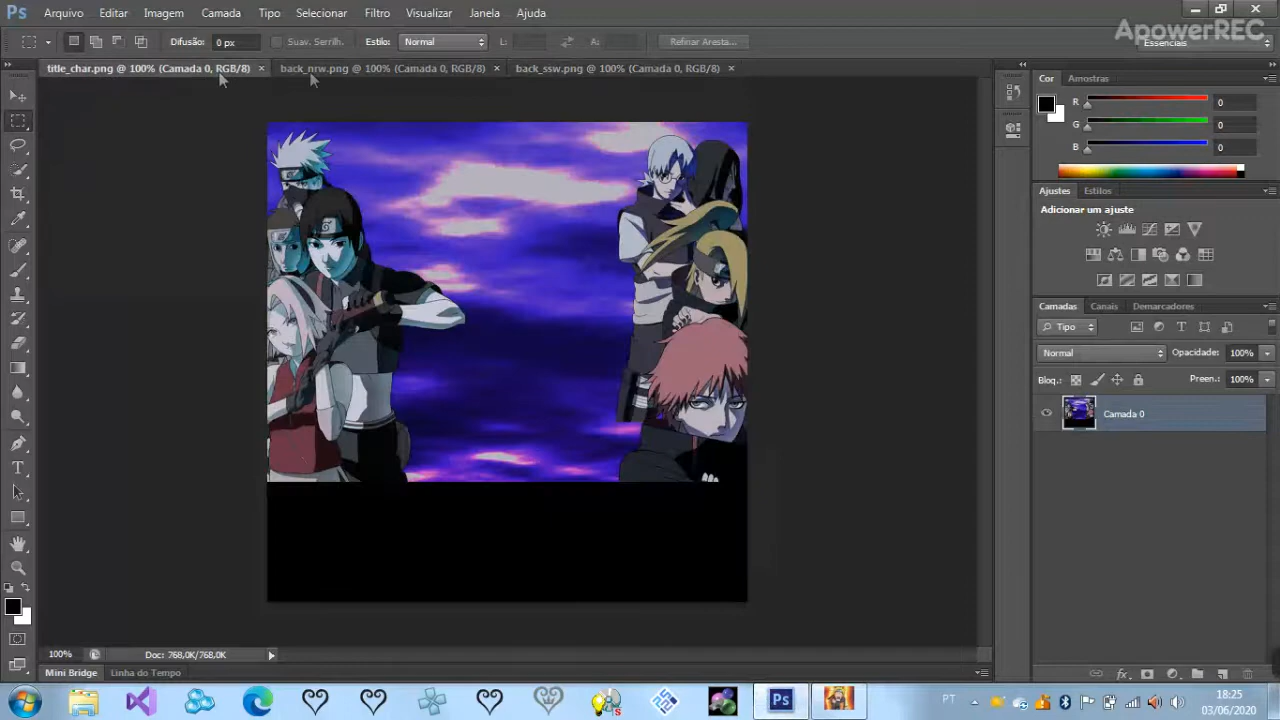 Ps Arquivo Editar Imagem Camada Tipo Selecionar Filtro Visualizar Janela Ajuda
ApowerREC
Difusão: 0 px Suav. Serrilh. Estilo: Normal L: A: Refinar Aresta... Essenciais
title_char.png @ 100% (Camada 0, RGB/8) × back_nrw.png @ 100% (Camada 0, RGB/8) × back_ssw.png @ 100% (Camada 0, RGB/8) ×
Cor Amostras
R 0
G 0
B 0
Ajustes Estilos
Adicionar um ajuste
Camadas Canais Demarcadores
Tipo
Normal Opacidade: 100%
Bloq.: Preen.: 100%
Camada 0
100% Doc: 768,0K/768,0K
Mini Bridge Linha do Tempo
PT 18:25
03/06/2020